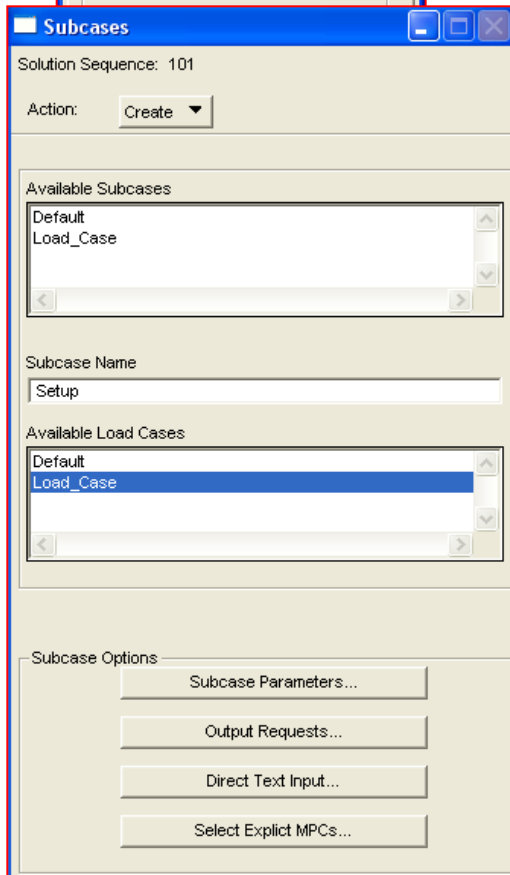 Subcases
Solution Sequence: 101
Action: Create
Available Subcases
Default
Load_Case
Subcase Name
Setup
Available Load Cases
Default
Load_Case
Subcase Options
Subcase Parameters...
Output Requests...
Direct Text Input...
Select Explict MPCs...